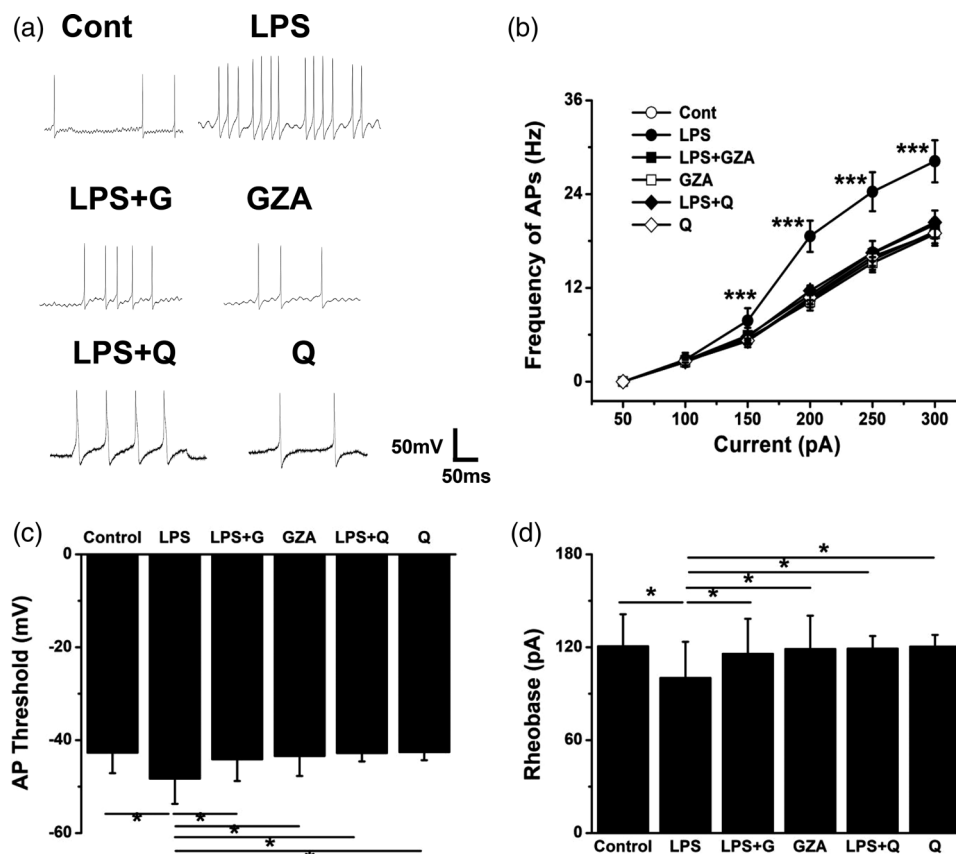 (a)
Cont LPS
LPS+G GZA
LPS+Q Q
50mV
50ms
(b)
Frequency of APs (Hz)
36
24
12
0
Cont
LPS
LPS+GZA
GZA
LPS+Q
Q
***
***
***
***
50 100 150 200 250 300
Current (pA)
(c)
Control LPS LPS+G GZA LPS+Q Q
AP Threshold (mV)
0
-20
-40
-60
* *
*
*
*
(d)
Rheobase (pA)
180
120
60
0
*
*
*
* *
Control LPS LPS+G GZA LPS+Q Q